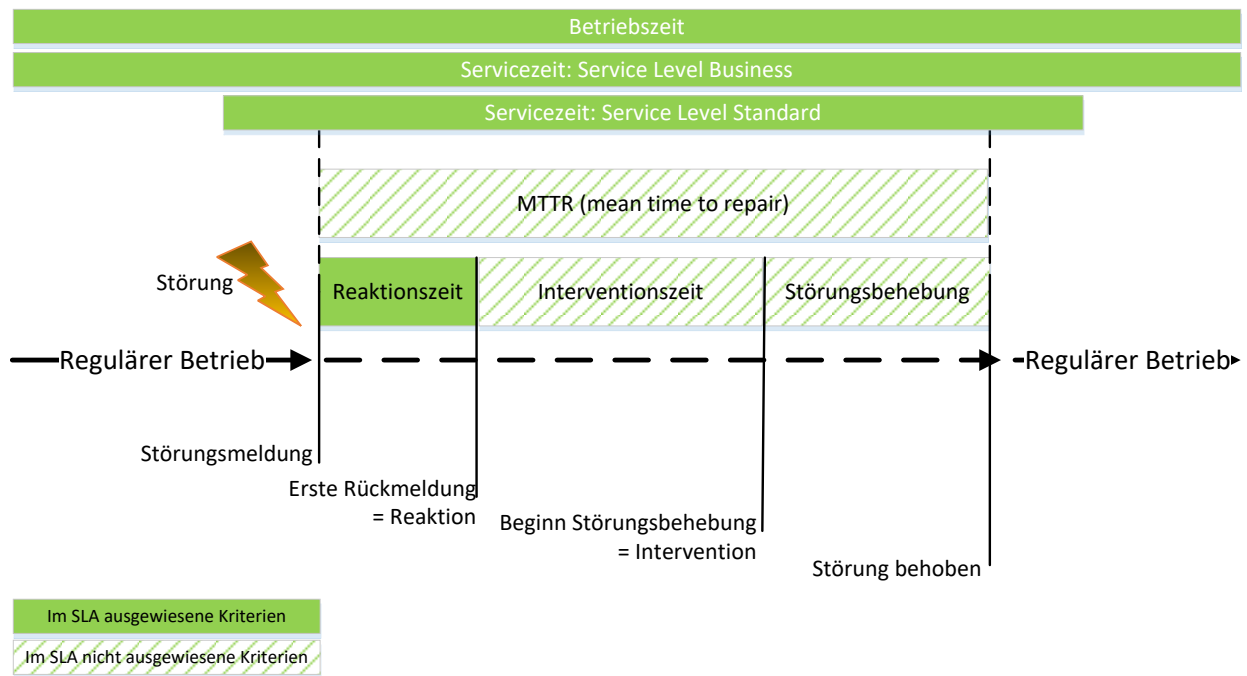 Betriebszeit
Servicezeit: Service Level Business
Servicezeit: Service Level Standard
MTTR (mean time to repair)
Störung
Reaktionszeit
Interventionszeit
Störungsbehebung
Regulärer Betrieb
Regulärer Betrieb
Störungsmeldung
Erste Rückmeldung
= Reaktion
Beginn Störungsbehebung
= Intervention
Störung behoben
Im SLA ausgewiesene Kriterien
Im SLA nicht ausgewiesene Kriterien